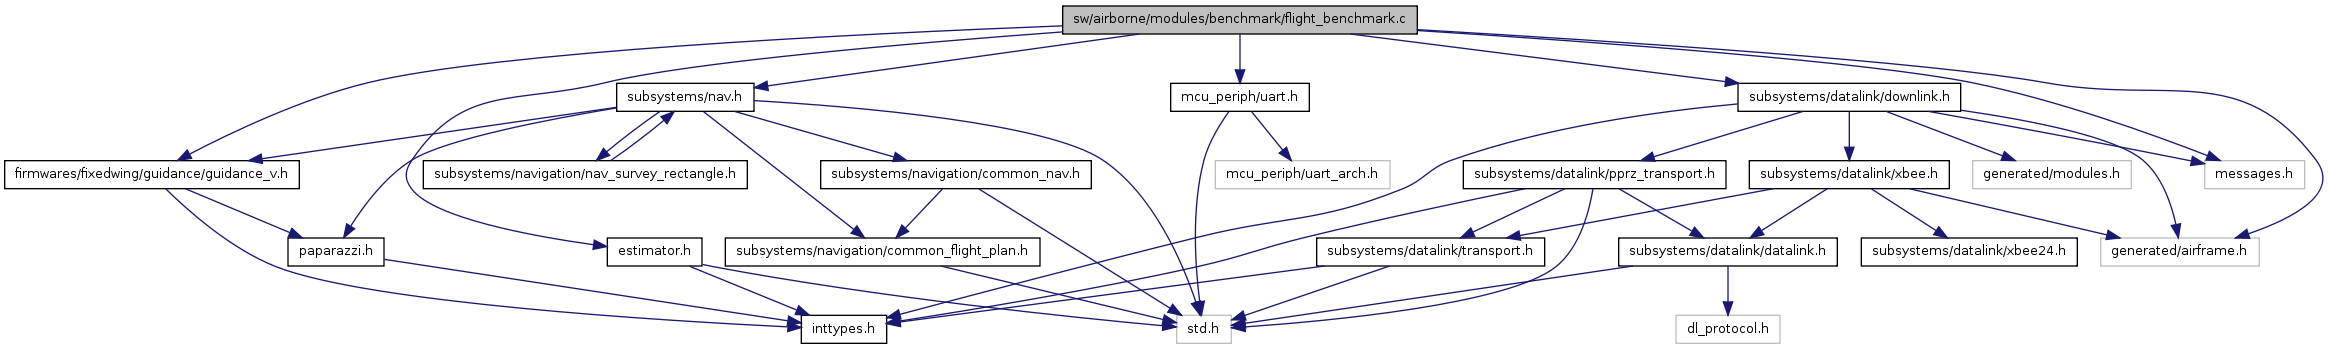 sw/airborne/modules/benchmark/flight_benchmark.c
subsystems/nav.h
mcu_periph/uart.h
subsystems/datalink/downlink.h
firmwares/fixedwing/guidance/guidance_v.h
subsystems/navigation/nav_survey_rectangle.h
subsystems/navigation/common_nav.h
mcu_periph/uart_arch.h
subsystems/datalink/pprz_transport.h
subsystems/datalink/xbee.h
generated/modules.h
messages.h
paparazzi.h
estimator.h
subsystems/navigation/common_flight_plan.h
subsystems/datalink/transport.h
subsystems/datalink/datalink.h
subsystems/datalink/xbee24.h
generated/airframe.h
inttypes.h
std.h
dl_protocol.h